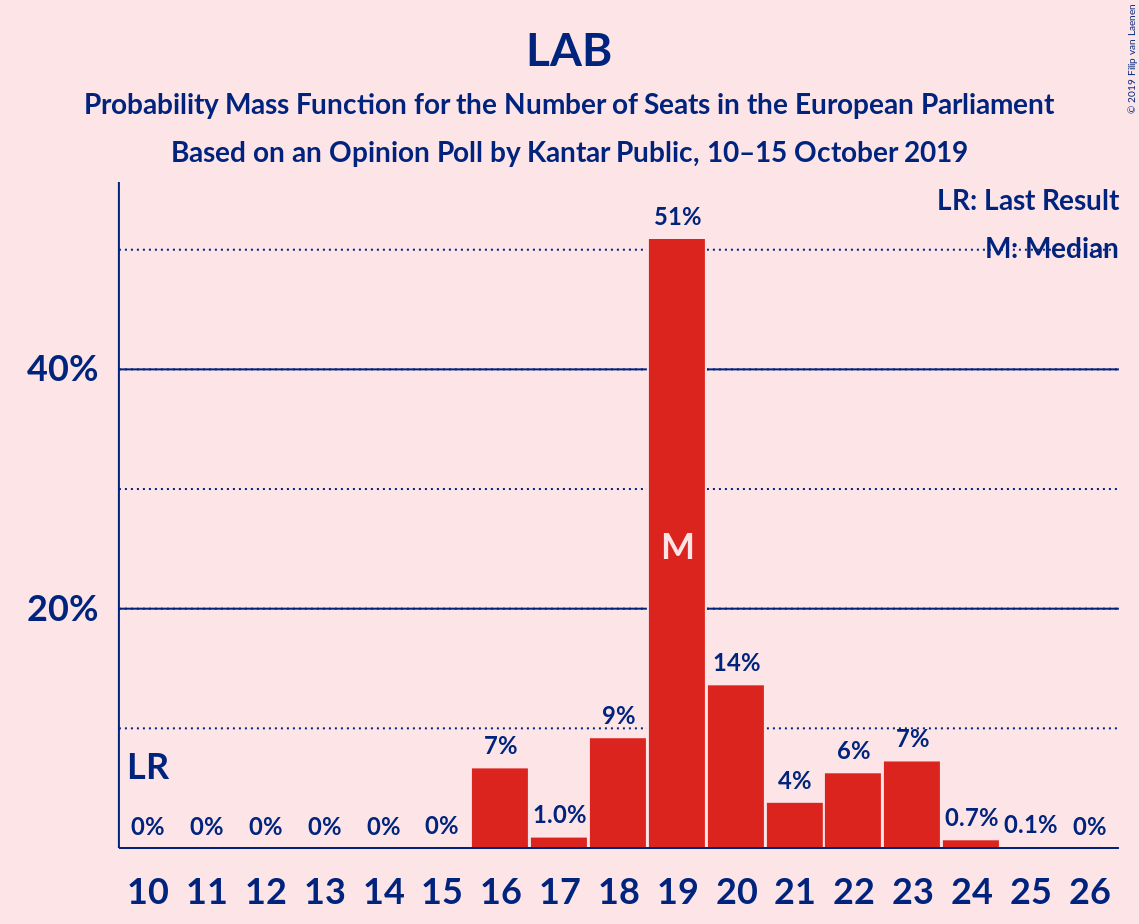 LAB
Probability Mass Function for the Number of Seats in the European Parliament
Based on an Opinion Poll by Kantar Public, 10–15 October 2019
© 2019 Filip van Laenen
LR: Last Result
M: Median
51%
40%
M
20%
14%
9%
7%
7%
6%
4%
LR
1.0%
0.7%
0.1%
0%
0%
0%
0%
0%
0%
0%
10 11 12 13 14 15 16 17 18 19 20 21 22 23 24 25 26